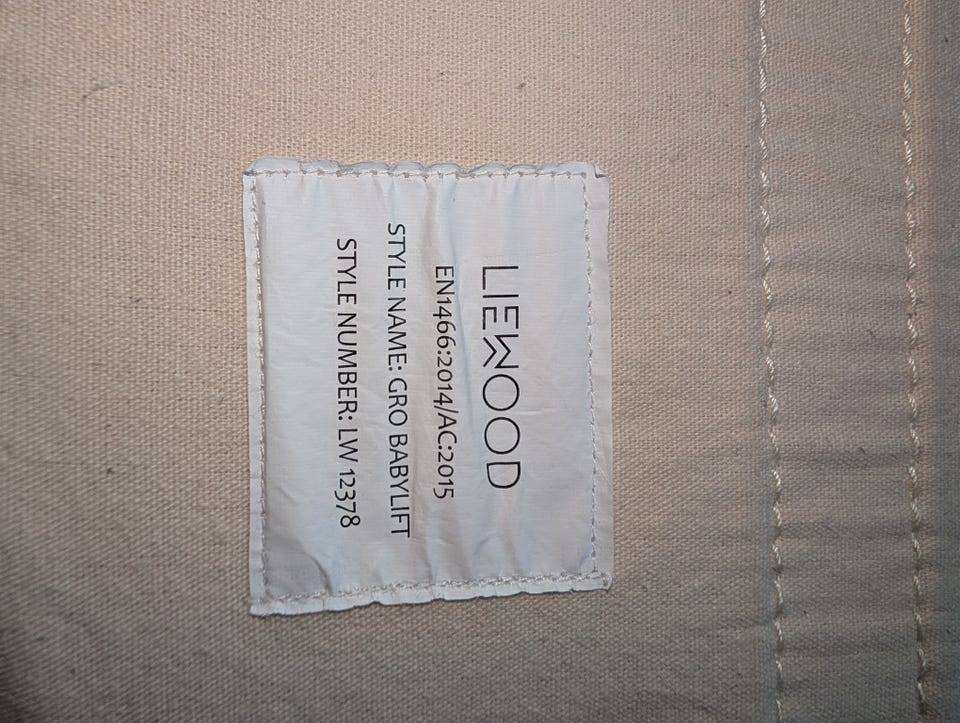 LIEWOOD
EN1466:2014/AC:2015
STYLE NAME: GRO BABYLIFT
STYLE NUMBER: LW 12378